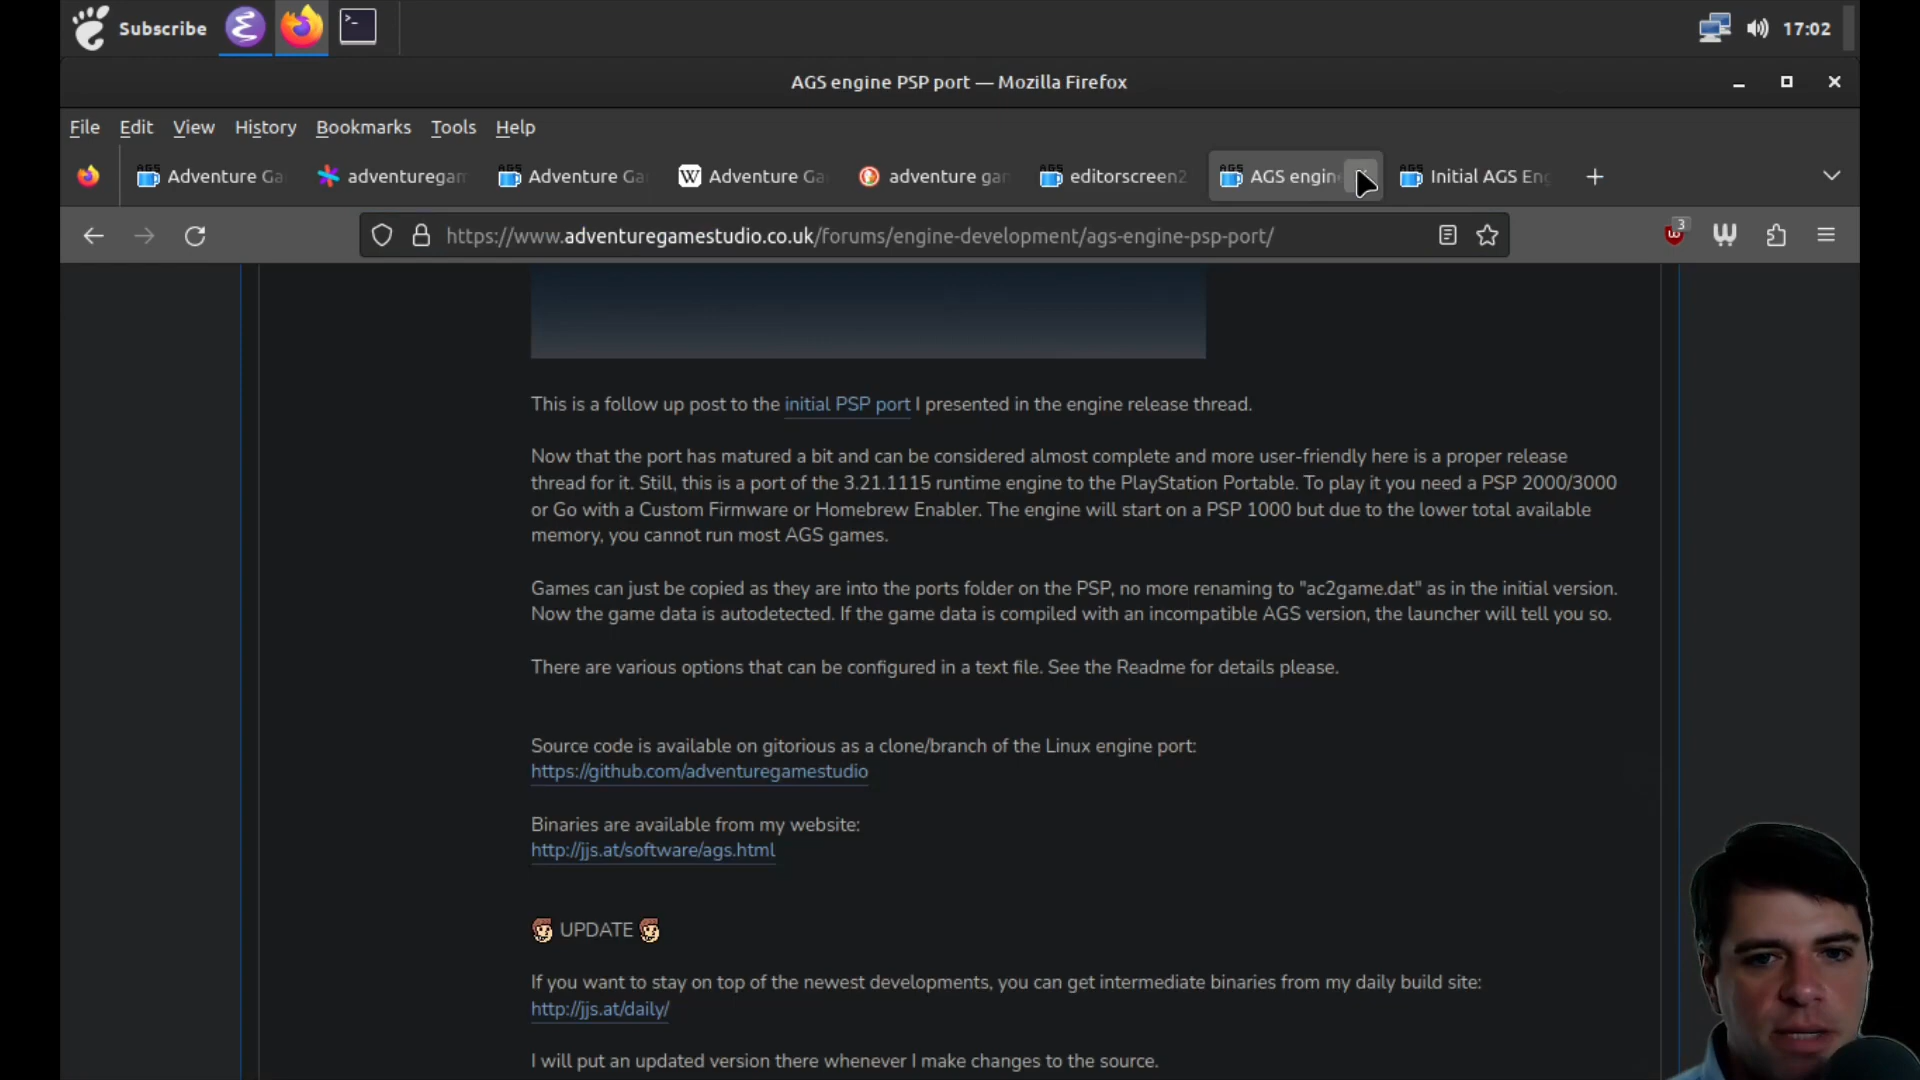 Subscribe
17:02
AGS engine PSP port — Mozilla Firefox
File Edit View History Bookmarks Tools Help
Adventure Ga
adventuregam
Adventure Ga
Adventure Ga
adventure gar
editorscreen2
AGS engin
Initial AGS En
https://www.adventuregamestudio.co.uk/forums/engine-development/ags-engine-psp-port/
3
This is a follow up post to the initial PSP port I presented in the engine release thread.
Now that the port has matured a bit and can be considered almost complete and more user-friendly here is a proper release
thread for it. Still, this is a port of the 3.21.1115 runtime engine to the PlayStation Portable. To play it you need a PSP 2000/3000
or Go with a Custom Firmware or Homebrew Enabler. The engine will start on a PSP 1000 but due to the lower total available
memory, you cannot run most AGS games.
Games can just be copied as they are into the ports folder on the PSP, no more renaming to "ac2game.dat" as in the initial version.
Now the game data is autodetected. If the game data is compiled with an incompatible AGS version, the launcher will tell you so.
There are various options that can be configured in a text file. See the Readme for details please.
Source code is available on gitorious as a clone/branch of the Linux engine port:
https://github.com/adventuregamestudio
Binaries are available from my website:
http://jjs.at/software/ags.html
UPDATE
If you want to stay on top of the newest developments, you can get intermediate binaries from my daily build site:
http://jjs.at/daily/
I will put an updated version there whenever I make changes to the source.